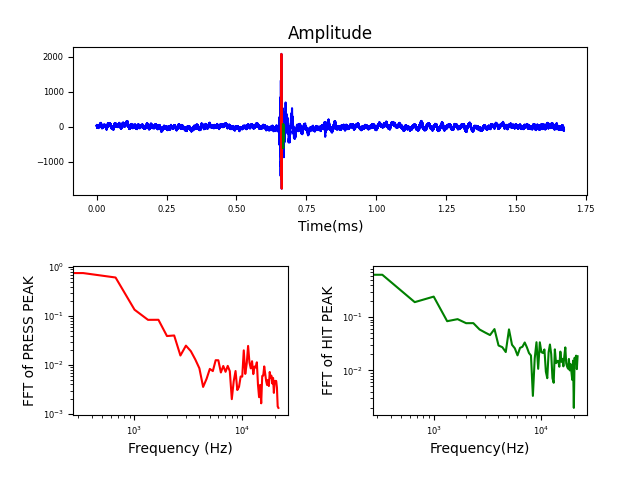 Amplitude
2000
1000
0
−1000
0.00 0.25 0.50 0.75 1.00 1.25 1.50 1.75
Time(ms)
FFT of PRESS PEAK
10⁰
10⁻¹
10⁻²
10⁻³
10³ 10⁴
Frequency (Hz)
FFT of HIT PEAK
10⁻¹
10⁻²
10³ 10⁴
Frequency(Hz)